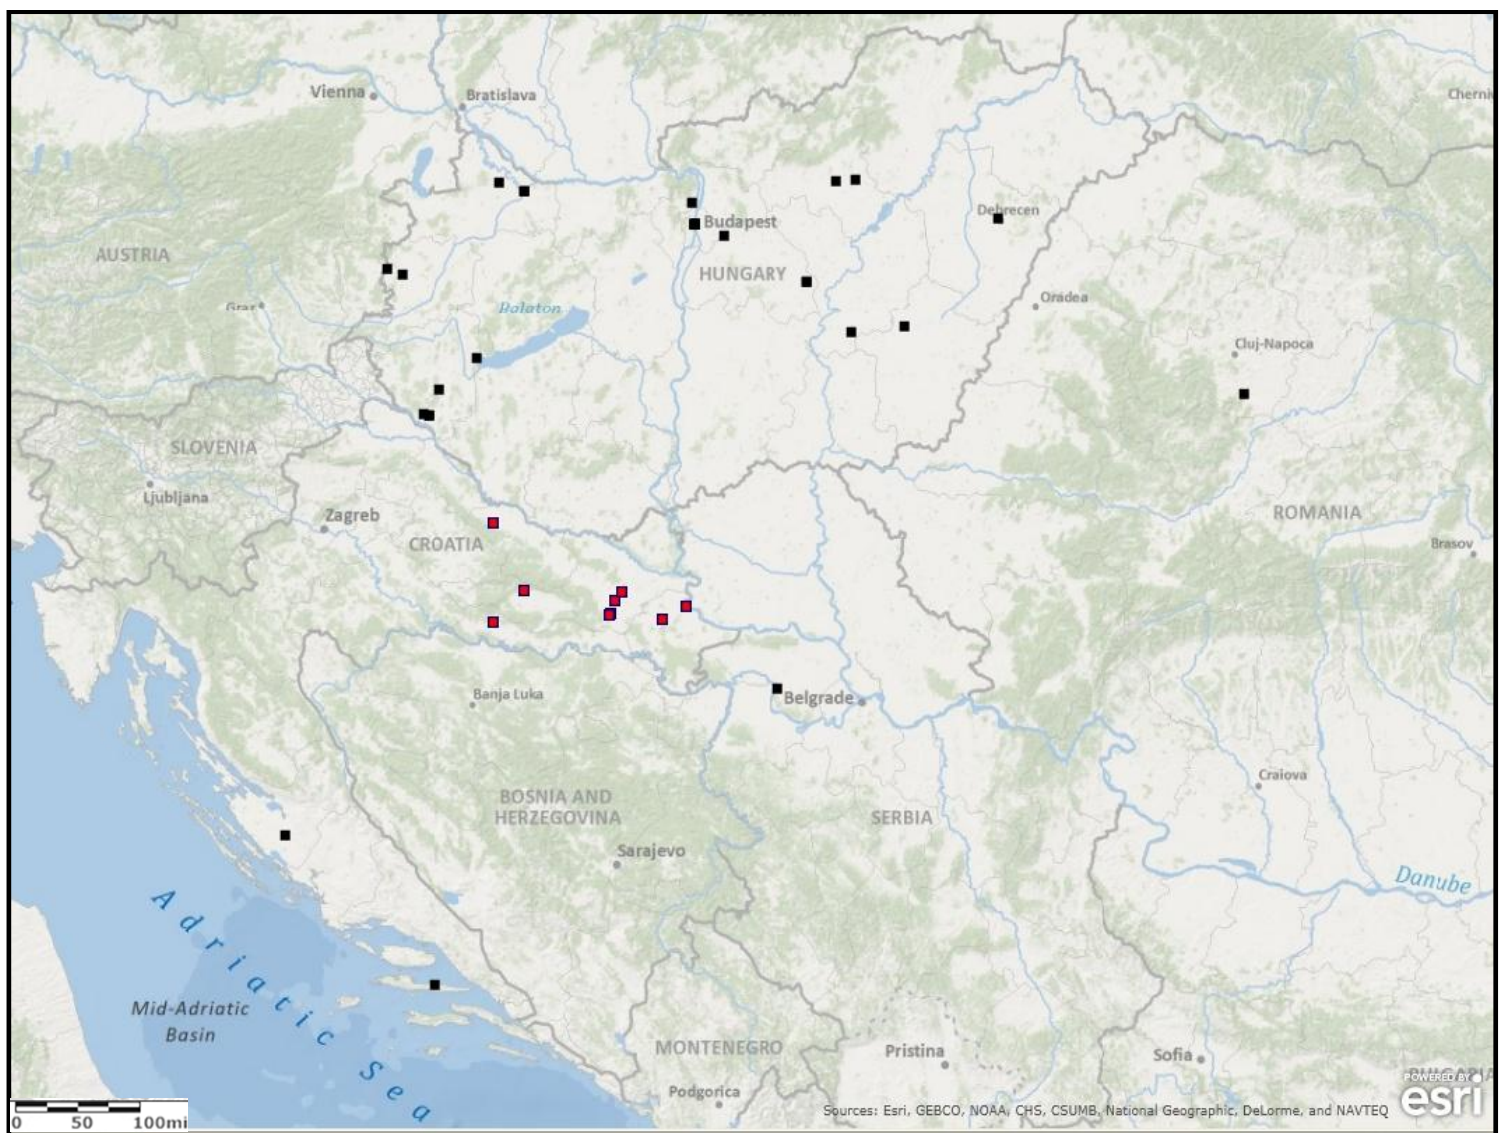 Vienna
Bratislava
Cherni
Debrecen
Budapest
AUSTRIA
HUNGARY
Oradea
Graz
Balaton
Cluj-Napoca
SLOVENIA
Ljubljana
Zagreb
CROATIA
ROMANIA
Brasov
Banja Luka
Belgrade
Craiova
BOSNIA AND
HERZEGOVINA
SERBIA
Sarajevo
Danube
Adriatic Sea
Mid-Adriatic
Basin
MONTENEGRO
Pristina
Sofia
Podgorica
POWERED BY
esri
Sources: Esri, GEBCO, NOAA, CHS, CSUMB, National Geographic, DeLorme, and NAVTEQ
0 50 100mi